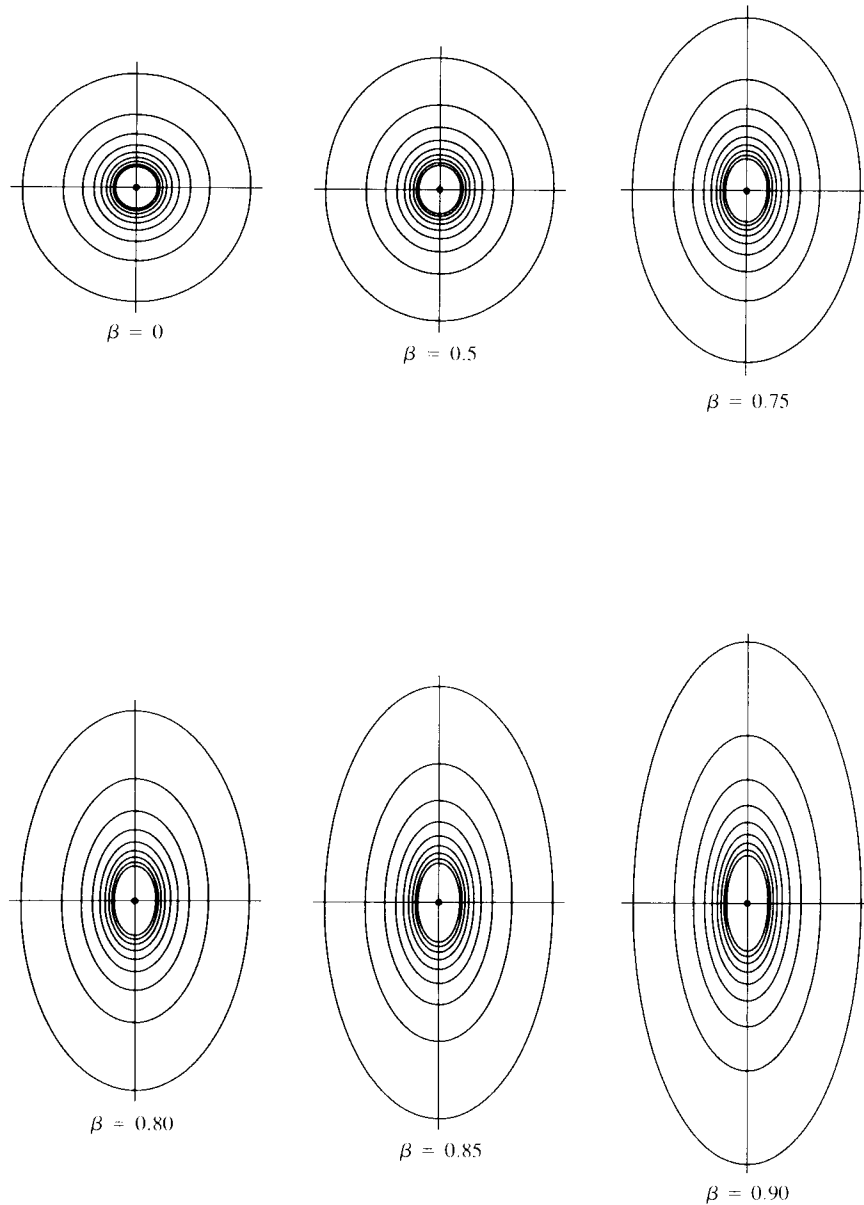 β = 0
β = 0.5
β = 0.75
β = 0.80
β = 0.85
β = 0.90